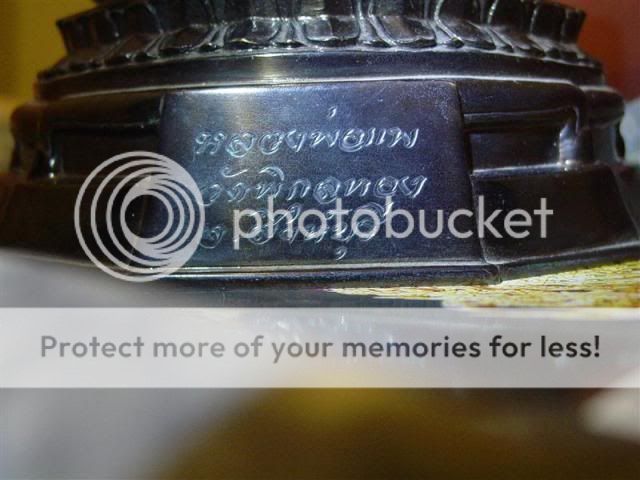 หลวงพ่อแพ
วัดพิกุลทอง
photobucket
Protect more of your memories for less!